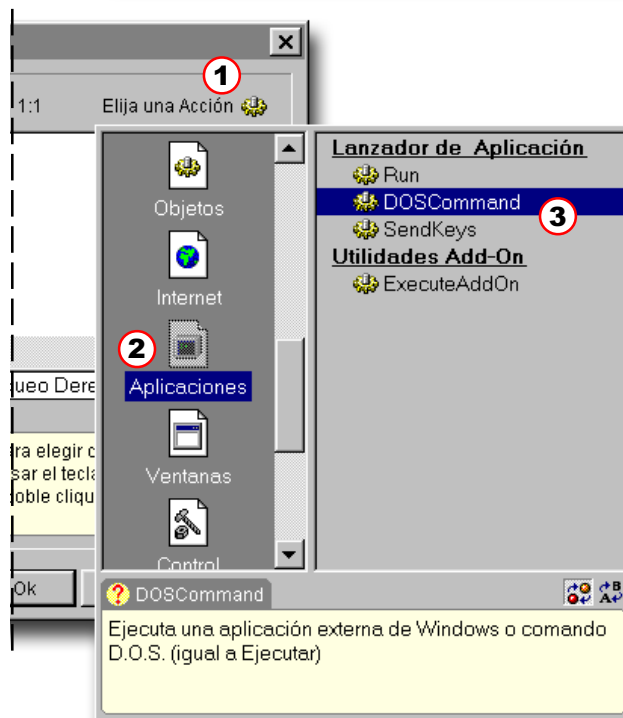 1
1:1 Elija una Acción
Objetos
Internet
2
Aplicaciones
Ventanas
Control
Lanzador de Aplicación
Run
DOSCommand
3
SendKeys
Utilidades Add-On
ExecuteAddOn
ueo Dere
ra elegir c
sar el tecla
oble cliqu
Ok
? DOSCommand
Ejecuta una aplicación externa de Windows o comando
D.O.S. (igual a Ejecutar)